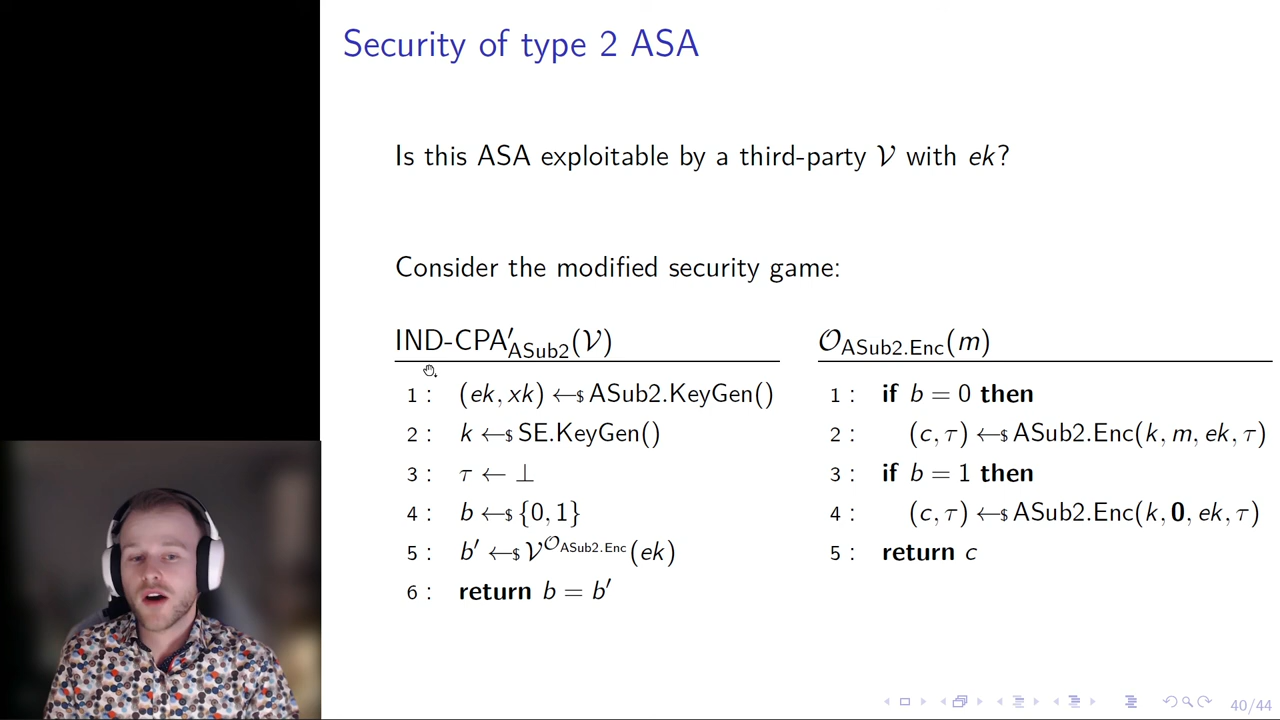 Security of type 2 ASA
Is this ASA exploitable by a third-party 𝒱 with ek?
Consider the modified security game:
IND-CPA′_ASub2(𝒱)
1 : (ek, xk) ←$ ASub2.KeyGen()
2 : k ←$ SE.KeyGen()
3 : τ ← ⊥
4 : b ←$ {0, 1}
5 : b′ ←$ 𝒱^𝒪_ASub2.Enc(ek)
6 : return b = b′
𝒪_ASub2.Enc(m)
1 : if b = 0 then
2 : (c, τ) ←$ ASub2.Enc(k, m, ek, τ)
3 : if b = 1 then
4 : (c, τ) ←$ ASub2.Enc(k, 0, ek, τ)
5 : return c
40/44